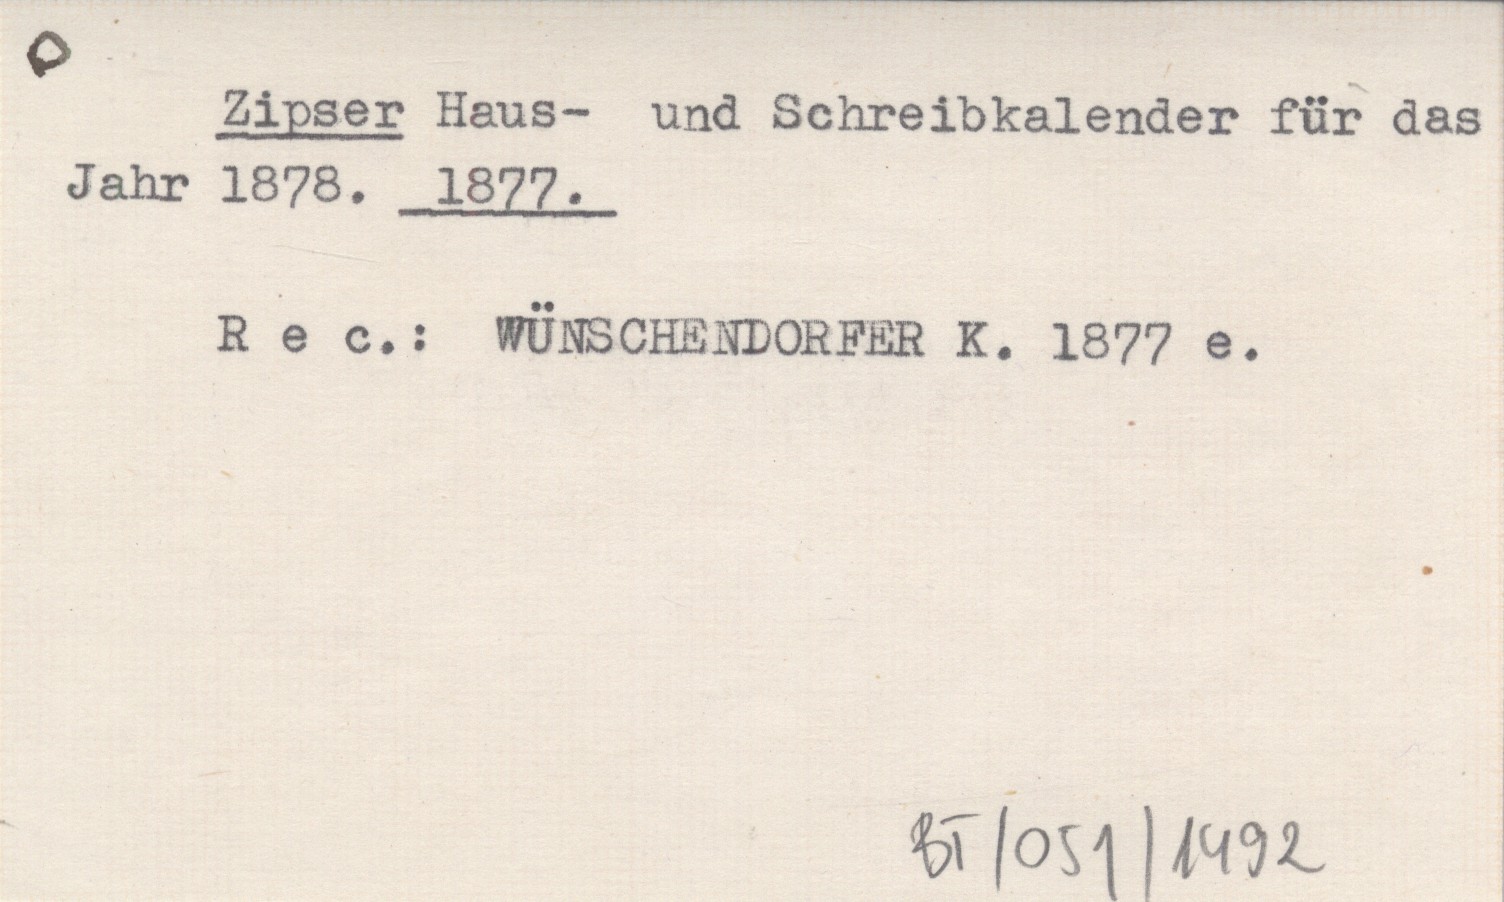 Zipser Haus- und Schreibkalender für das
Jahr 1878. 1877.
R e c.: WÜNSCHENDORFER K. 1877 e.
BT/051/1492